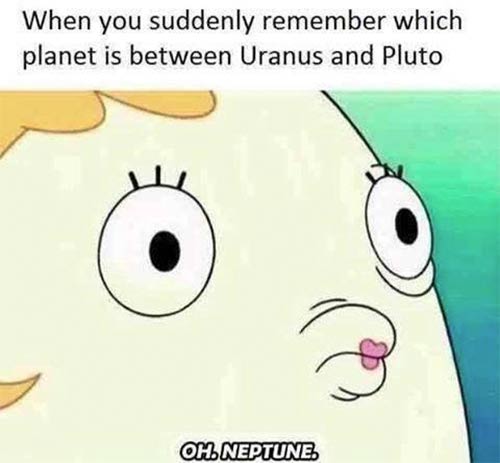 When you suddenly remember which
planet is between Uranus and Pluto
OH, NEPTUNE.